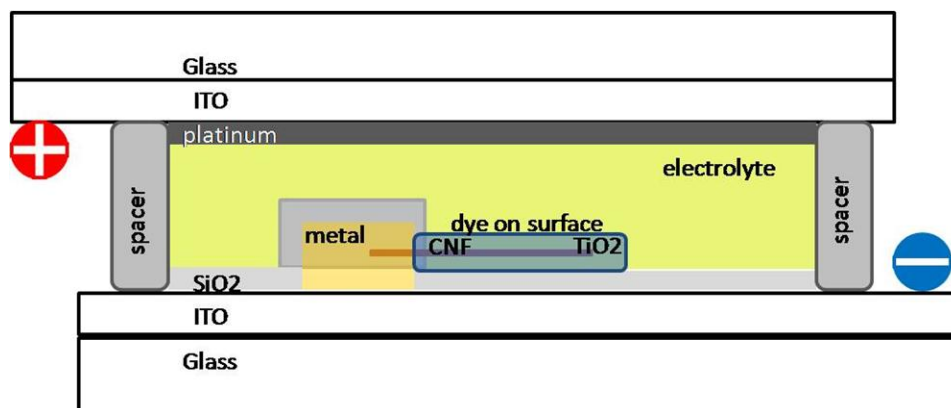 Glass
ITO
platinum
electrolyte
spacer
spacer
dye on surface
metal
CNF
TiO2
SiO2
ITO
Glass